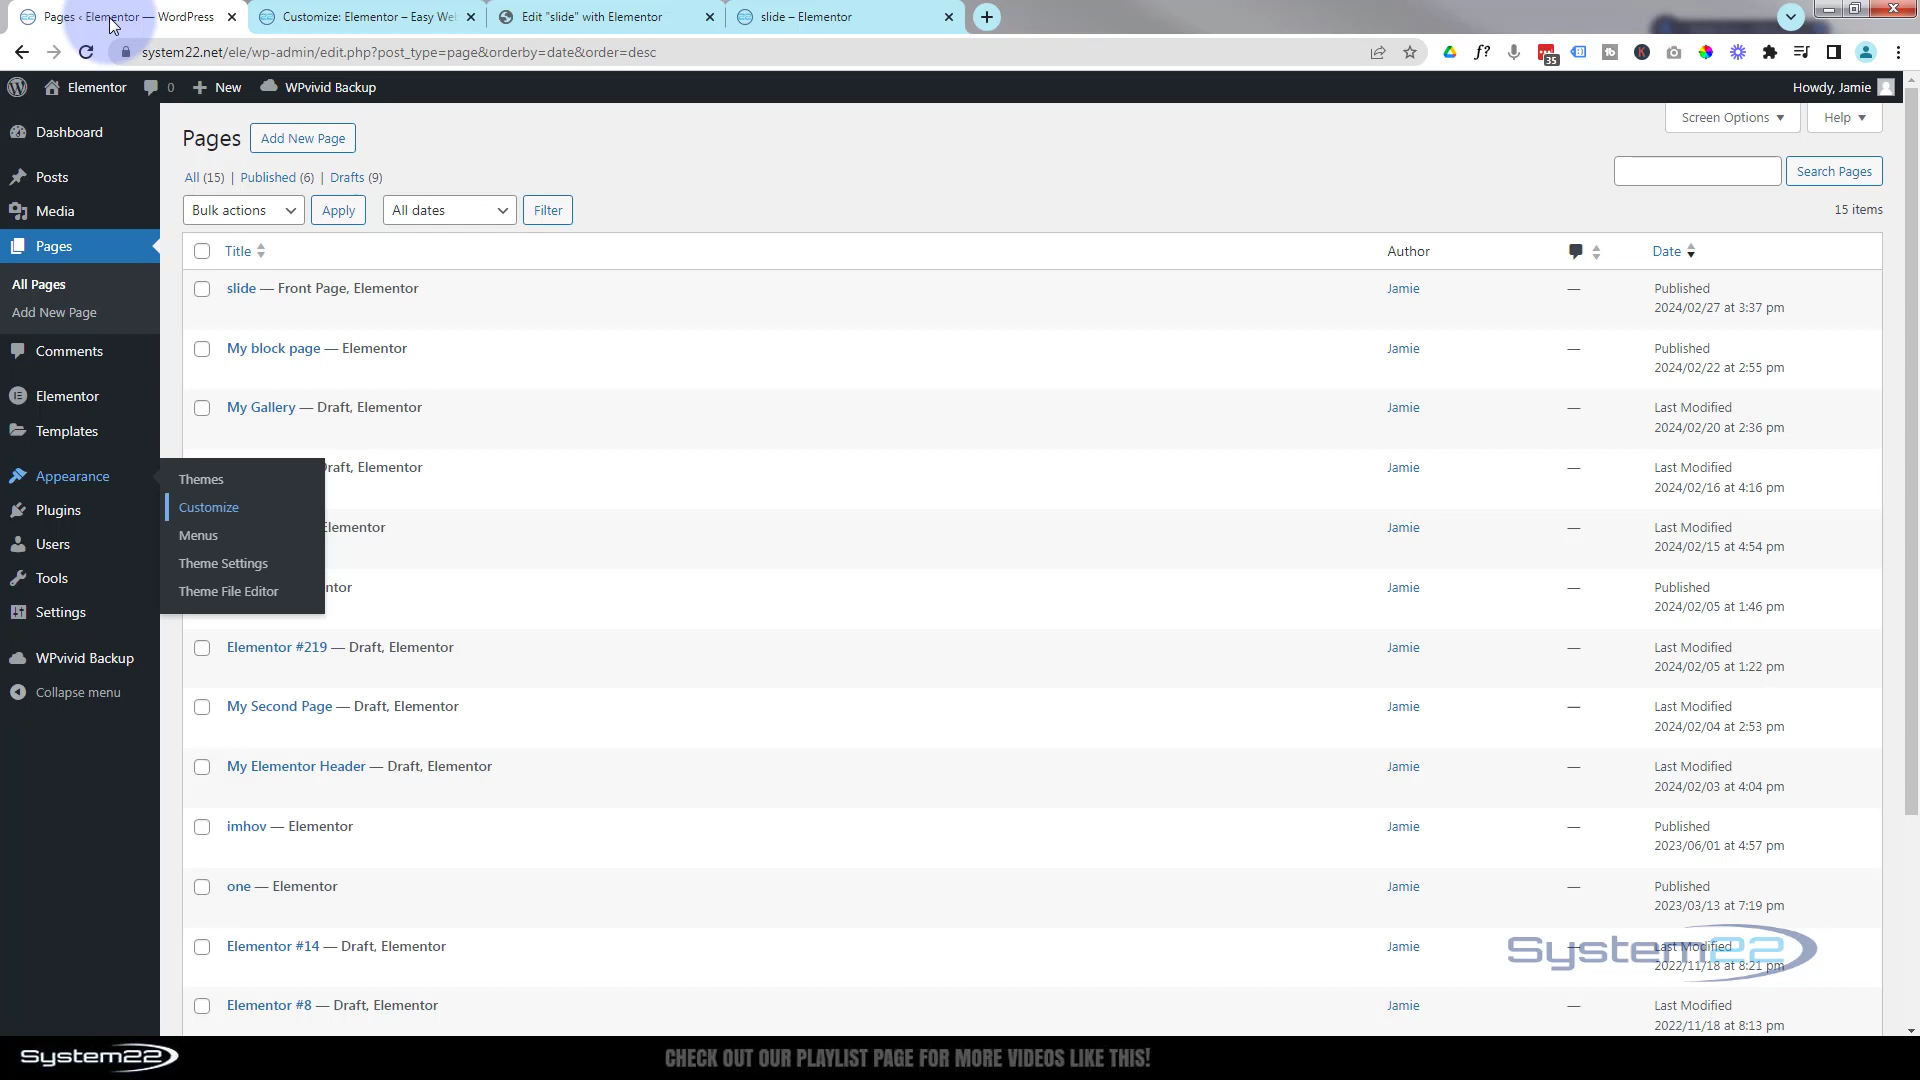 Pages ‹ Elementor — WordPress
Customize: Elementor – Easy We
Edit "slide" with Elementor
slide – Elementor
system22.net/ele/wp-admin/edit.php?post_type=page&orderby=date&order=desc
f?
35
Elementor
0
New
WPvivid Backup
Howdy, Jamie
Dashboard
Posts
Media
Pages
All Pages
Add New Page
Comments
Elementor
Templates
Appearance
Plugins
Users
Tools
Settings
WPvivid Backup
Collapse menu
Themes
Customize
Menus
Theme Settings
Theme File Editor
Pages
Add New Page
Screen Options
Help
All (15) | Published (6) | Drafts (9)
Search Pages
Bulk actions
Apply
All dates
Filter
15 items
Title Author Date
slide — Front Page, Elementor Jamie — Published
2024/02/27 at 3:37 pm
My block page — Elementor Jamie — Published
2024/02/22 at 2:55 pm
My Gallery — Draft, Elementor Jamie — Last Modified
2024/02/20 at 2:36 pm
raft, Elementor Jamie — Last Modified
2024/02/16 at 4:16 pm
Elementor Jamie — Last Modified
2024/02/15 at 4:54 pm
ntor Jamie — Published
2024/02/05 at 1:46 pm
Elementor #219 — Draft, Elementor Jamie — Last Modified
2024/02/05 at 1:22 pm
My Second Page — Draft, Elementor Jamie — Last Modified
2024/02/04 at 2:53 pm
My Elementor Header — Draft, Elementor Jamie — Last Modified
2024/02/03 at 4:04 pm
imhov — Elementor Jamie — Published
2023/06/01 at 4:57 pm
one — Elementor Jamie — Published
2023/03/13 at 7:19 pm
Elementor #14 — Draft, Elementor Jamie — Last Modified
2022/11/18 at 8:21 pm
System22
Elementor #8 — Draft, Elementor Jamie — Last Modified
2022/11/18 at 8:13 pm
System22
CHECK OUT OUR PLAYLIST PAGE FOR MORE VIDEOS LIKE THIS!